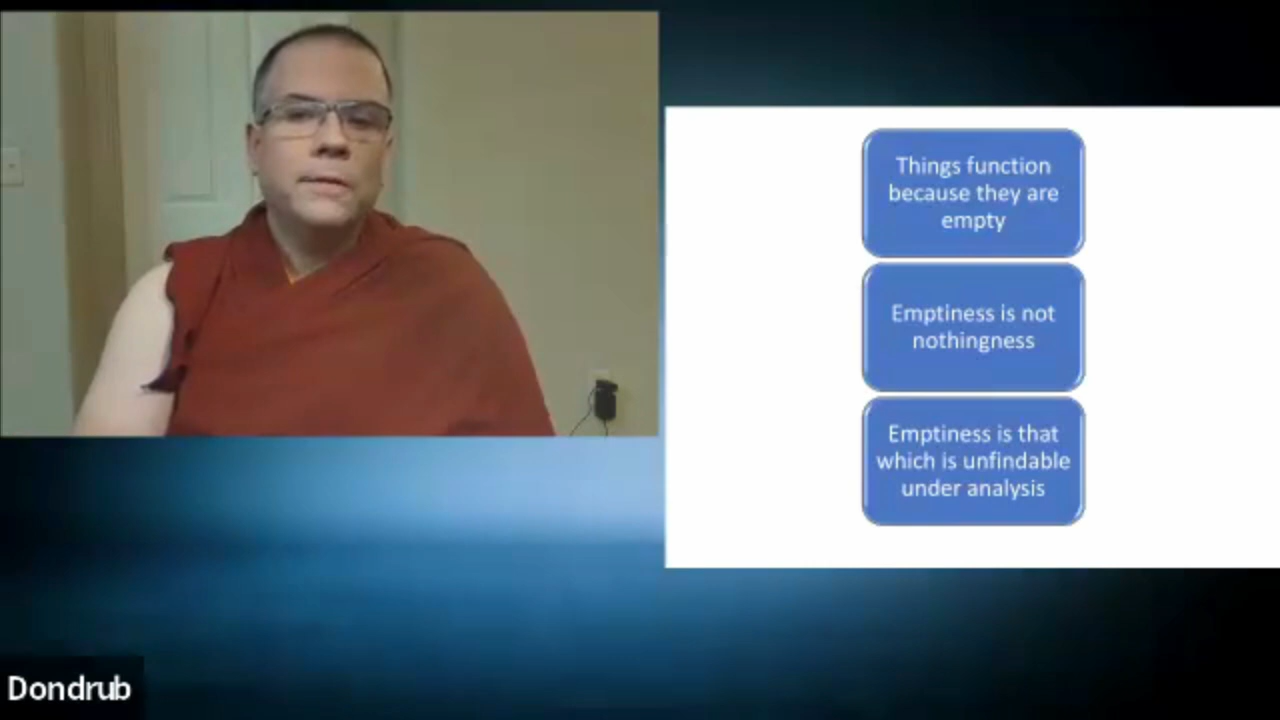 Things function
because they are
empty
Emptiness is not
nothingness
Emptiness is that
which is unfindable
under analysis
Dondrub